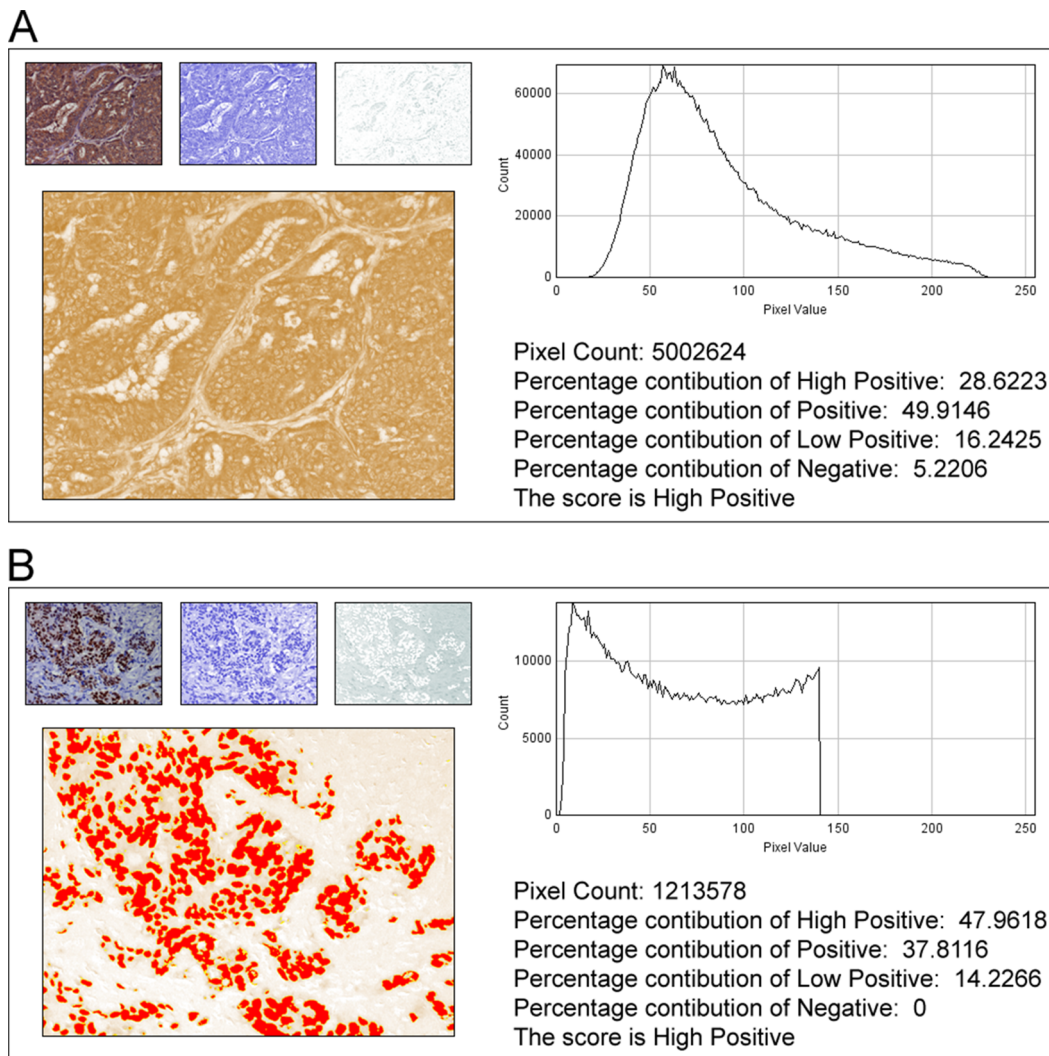 A
60000
40000
20000
0
Count
0 50 100 150 200 250
Pixel Value
Pixel Count: 5002624
Percentage contibution of High Positive: 28.6223
Percentage contibution of Positive: 49.9146
Percentage contibution of Low Positive: 16.2425
Percentage contibution of Negative: 5.2206
The score is High Positive
B
10000
5000
0
Count
0 50 100 150 200 250
Pixel Value
Pixel Count: 1213578
Percentage contibution of High Positive: 47.9618
Percentage contibution of Positive: 37.8116
Percentage contibution of Low Positive: 14.2266
Percentage contibution of Negative: 0
The score is High Positive